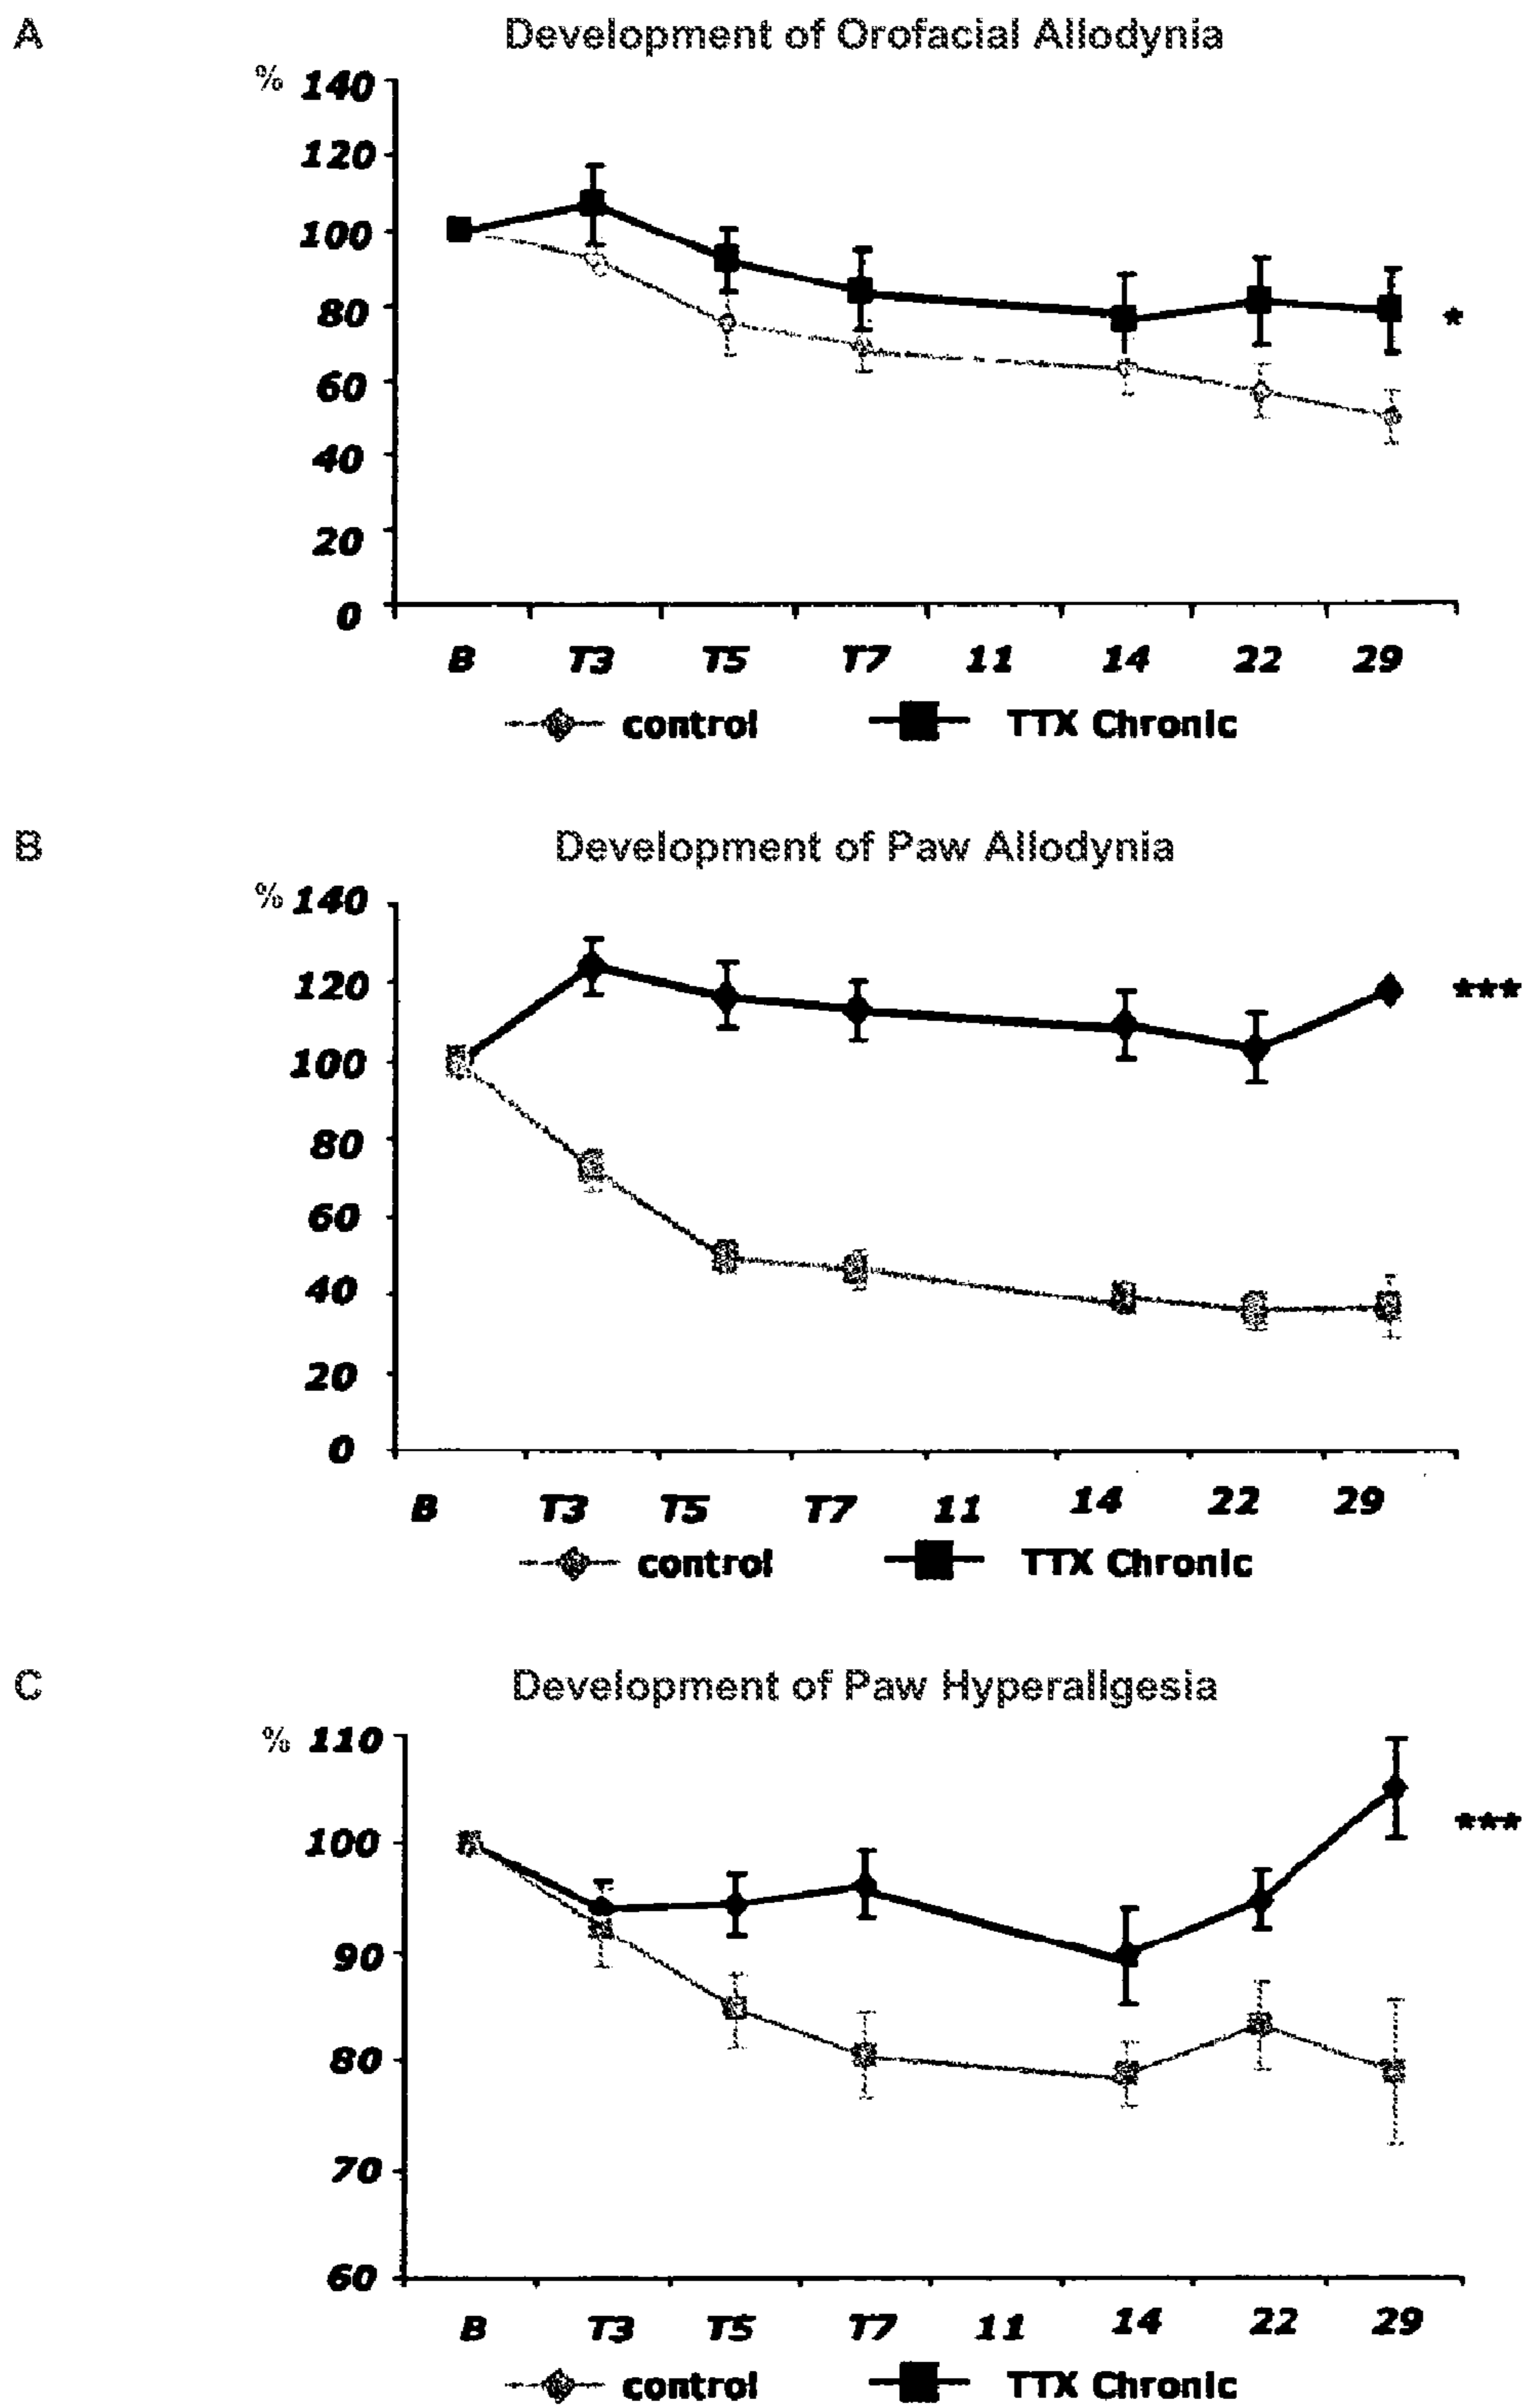 A
Development of Orofacial Allodynia
% 140
120
100
80
60
40
20
0
*
B T3 T5 T7 11 14 22 29
control TTX Chronic
B
Development of Paw Allodynia
% 140
120
100
80
60
40
20
0
***
B T3 T5 T7 11 14 22 29
control TTX Chronic
C
Development of Paw Hyperallgesia
% 110
100
90
80
70
60
***
B T3 T5 T7 11 14 22 29
control TTX Chronic